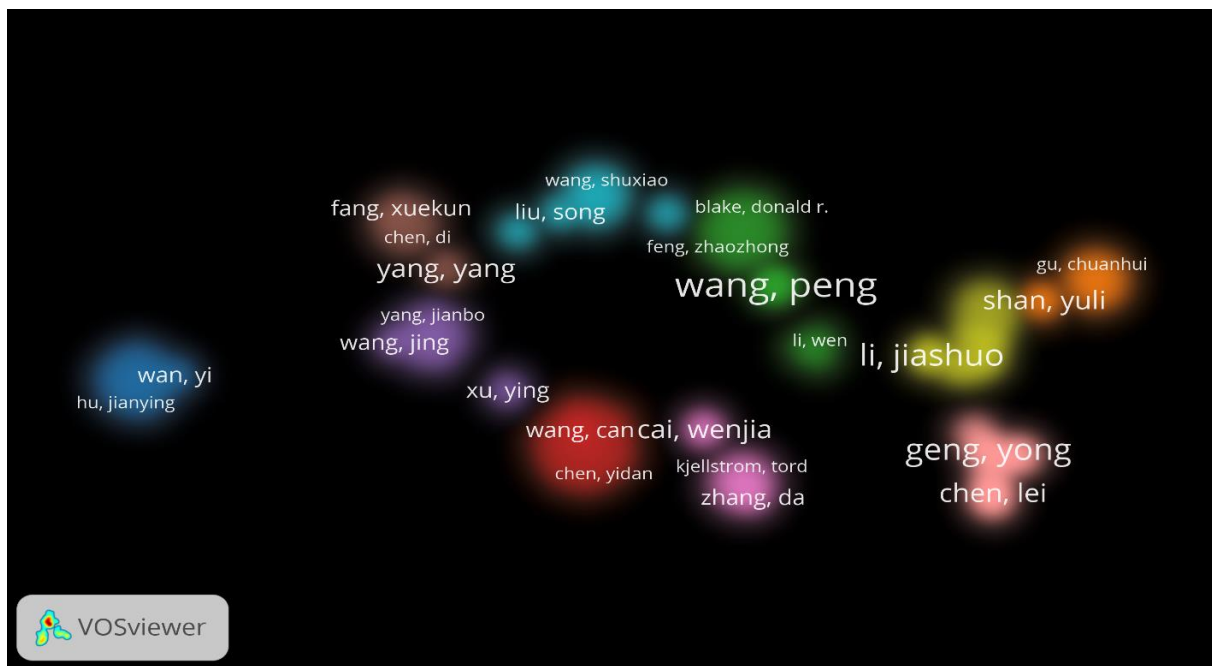 wang, shuxiao
fang, xuekun
liu, song
blake, donald r.
chen, di
feng, zhaozhong
yang, yang
gu, chuanhui
wang, peng
shan, yuli
yang, jianbo
wang, jing
li, wen
li, jiashuo
wan, yi
hu, jianying
xu, ying
wang, can
cai, wenjia
geng, yong
chen, yidan
kjellstrom, tord
zhang, da
chen, lei
VOSviewer